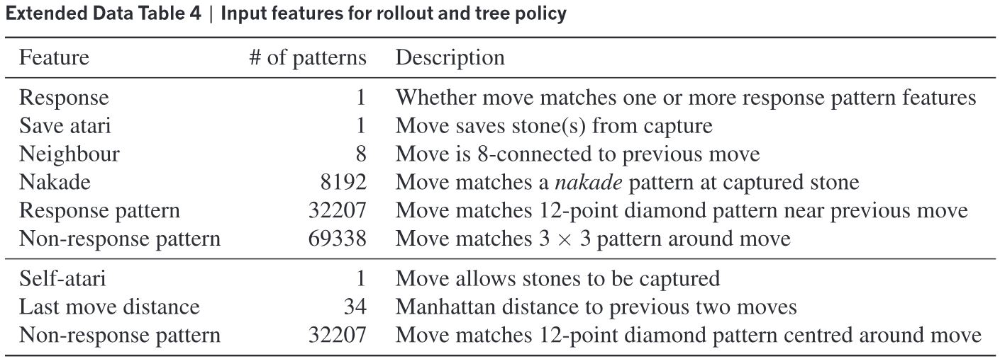 Extended Data Table 4 | Input features for rollout and tree policy
Feature # of patterns Description
Response 1 Whether move matches one or more response pattern features
Save atari 1 Move saves stone(s) from capture
Neighbour 8 Move is 8-connected to previous move
Nakade 8192 Move matches a nakade pattern at captured stone
Response pattern 32207 Move matches 12-point diamond pattern near previous move
Non-response pattern 69338 Move matches 3 × 3 pattern around move
Self-atari 1 Move allows stones to be captured
Last move distance 34 Manhattan distance to previous two moves
Non-response pattern 32207 Move matches 12-point diamond pattern centred around move